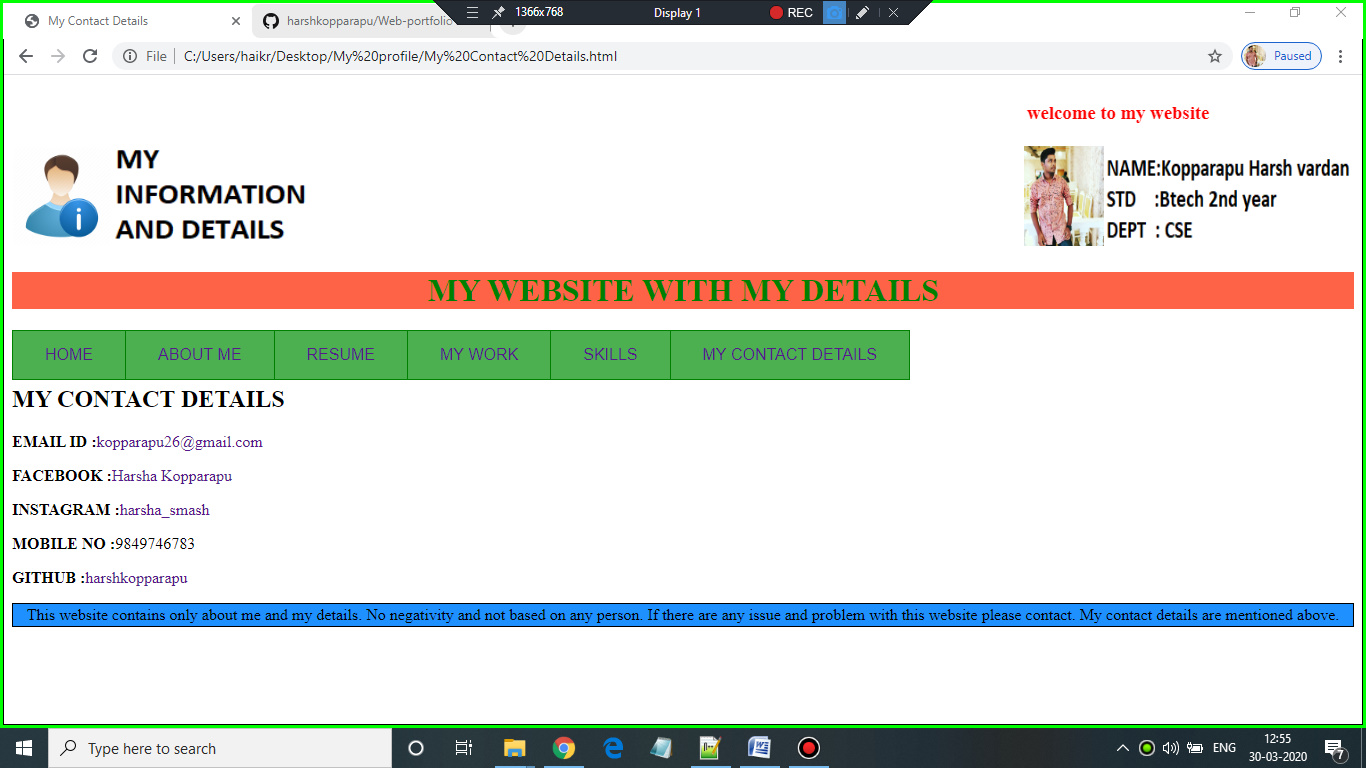 My Contact Details
harshkopparapu/Web-portfolio
1366x768
Display 1
REC
File
C:/Users/haikr/Desktop/My%20profile/My%20Contact%20Details.html
Paused
welcome to my website
MY
INFORMATION
AND DETAILS
i
NAME:Kopparapu Harsh vardan
STD :Btech 2nd year
DEPT : CSE
MY WEBSITE WITH MY DETAILS
HOME
ABOUT ME
RESUME
MY WORK
SKILLS
MY CONTACT DETAILS
MY CONTACT DETAILS
EMAIL ID :kopparapu26@gmail.com
FACEBOOK :Harsha Kopparapu
INSTAGRAM :harsha_smash
MOBILE NO :9849746783
GITHUB :harshkopparapu
This website contains only about me and my details. No negativity and not based on any person. If there are any issue and problem with this website please contact. My contact details are mentioned above.
Type here to search
ENG
12:55
30-03-2020
7